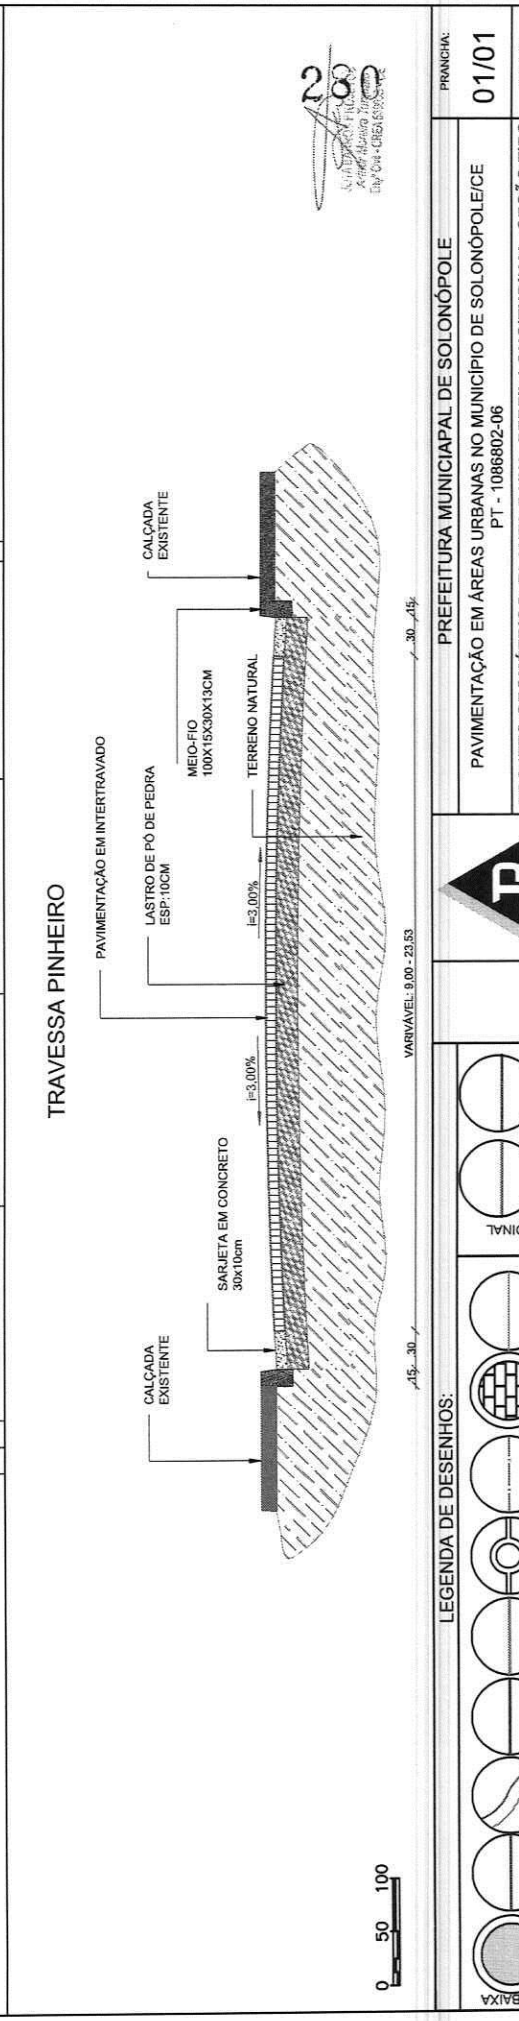 TRAVESSA PINHEIRO
PAVIMENTAÇÃO EM INTERTRAVADO
LASTRO DE PÓ DE PEDRA
ESP:10CM
MEIO-FIO
100X15X30X13CM
CALÇADA
EXISTENTE
SARJETA EM CONCRETO
30x10cm
CALÇADA
EXISTENTE
TERRENO NATURAL
i=3,00%
i=3,00%
.15 .30
VARIVÁVEL: 9,00 - 23,53
.30 .15
0 50 100
280
LEGENDA DE DESENHOS:
BAIXA
DINAL
PREFEITURA MUNICIAPAL DE SOLONÓPOLE
PAVIMENTAÇÃO EM ÁREAS URBANAS NO MUNICÍPIO DE SOLONÓPOLE/CE
PT - 1086802-06
PRANCHA:
01/01